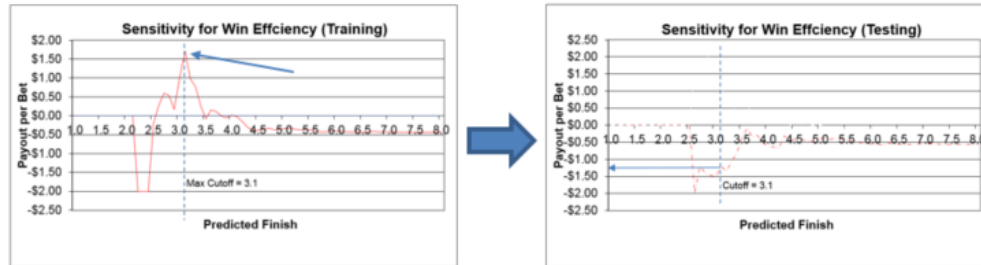 Sensitivity for Win Effciency (Training)
$2.00
$1.50
$1.00
$0.50
$0.00
-$0.50
-$1.00
-$1.50
-$2.00
-$2.50
Payout per Bet
1.0 1.5 2.0 2.5 3.0 3.5 4.0 4.5 5.0 5.5 6.0 6.5 7.0 7.5 8.0
Max Cutoff = 3.1
Predicted Finish
Sensitivity for Win Effciency (Testing)
$2.50
$2.00
$1.50
$1.00
$0.50
$0.00
-$0.50
-$1.00
-$1.50
-$2.00
-$2.50
Payout per Bet
1.0 1.5 2.0 2.5 3.0 3.5 4.0 4.5 5.0 5.5 6.0 6.5 7.0 7.5 8.0
Cutoff = 3.1
Predicted Finish